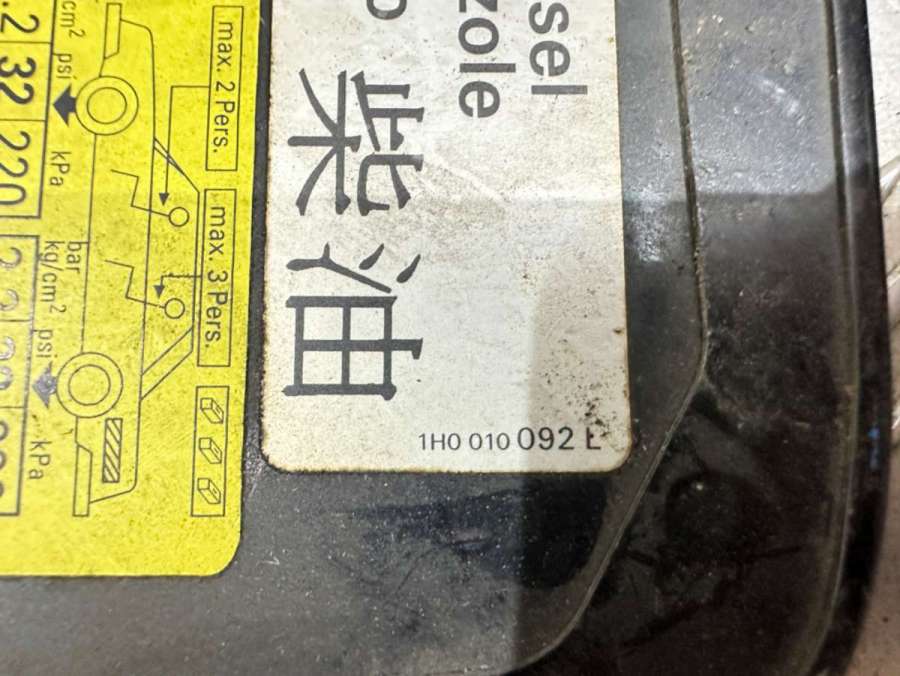 sel
zole
柴油
1H0 010 092 L
max. 2 Pers.
max. 3 Pers.
cm² psi
kPa
.2 32 220
bar
kg/cm² psi
kPa